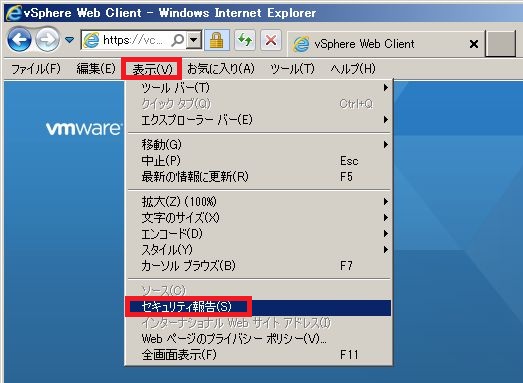 vSphere Web Client - Windows Internet Explorer
https://vc...
vSphere Web Client
ファイル(F) 編集(E) 表示(V) お気に入り(A) ツール(T) ヘルプ(H)
ツール バー(T)
クイック タブ(Q) Ctrl+Q
エクスプローラー バー(E)
vmware
移動(G)
中止(P) Esc
最新の情報に更新(R) F5
拡大(Z) (100%)
文字のサイズ(X)
エンコード(D)
スタイル(Y)
カーソル ブラウズ(B) F7
ソース(C)
セキュリティ報告(S)
インターナショナル Web サイト アドレス(I)
Web ページのプライバシー ポリシー(V)...
全画面表示(F) F11